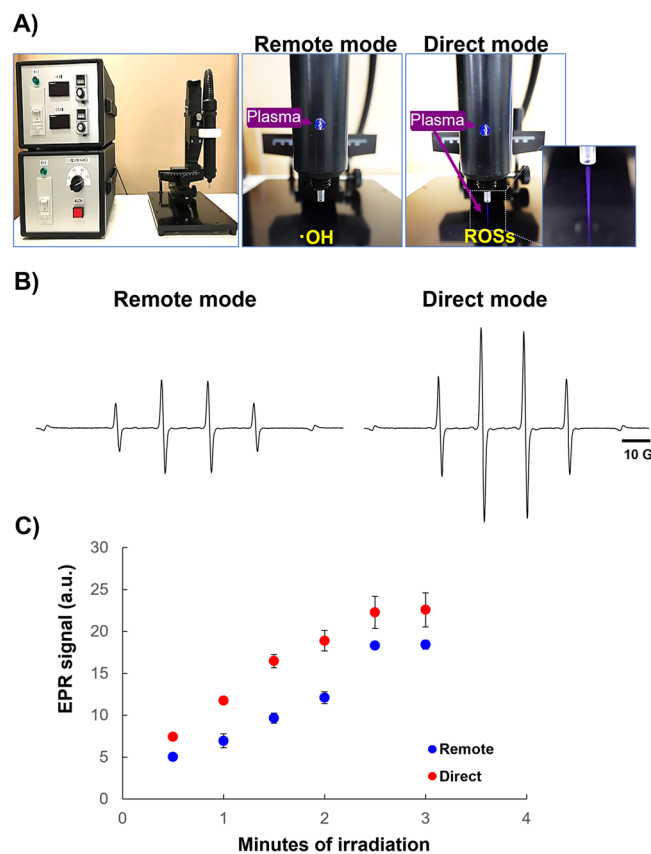 A)
Remote mode
Direct mode
Plasma
Plasma
·OH
ROSs
B)
Remote mode
Direct mode
10 G
C)
30
25
20
15
10
5
0
EPR signal (a.u.)
Remote
Direct
0 1 2 3 4
Minutes of irradiation